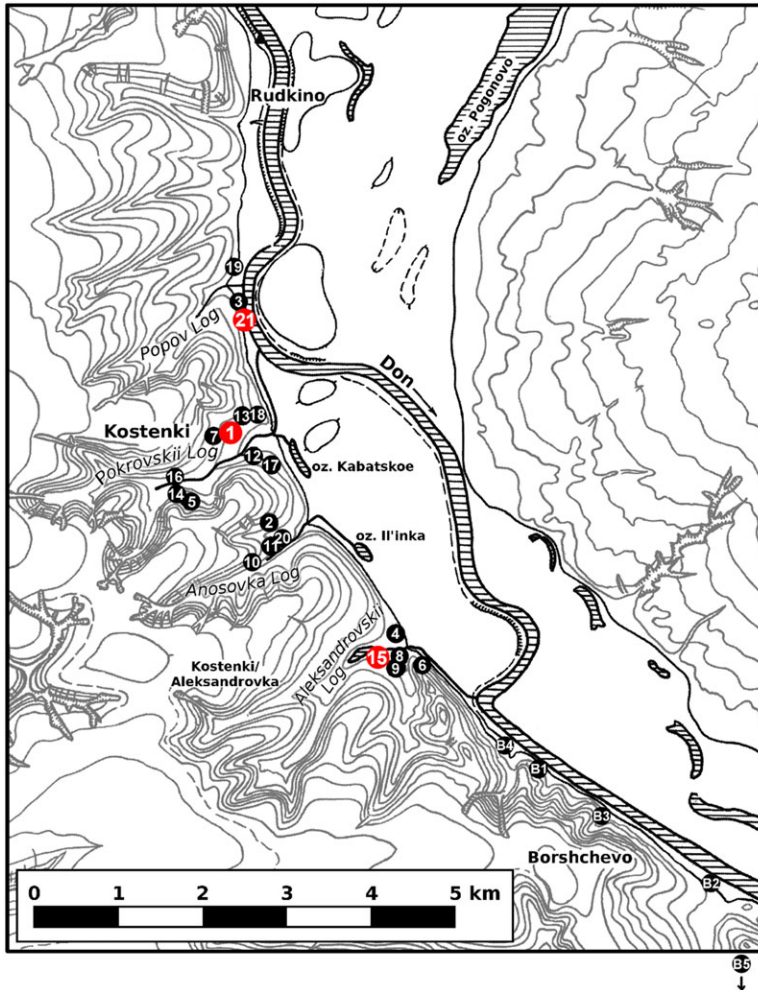 Rudkino
oz. Pogonovo
19
3
21
Popov Log
Don
13
18
Kostenki
7
1
Pokrovskii Log
12
17
oz. Kabatskoe
16
14
5
2
20
11
oz. Il'inka
10
Anosovka Log
4
Aleksandrovskii
Log
15
8
9
6
Kostenki/
Aleksandrovka
B4
B1
B3
Borshchevo
B2
0 1 2 3 4 5 km
B5